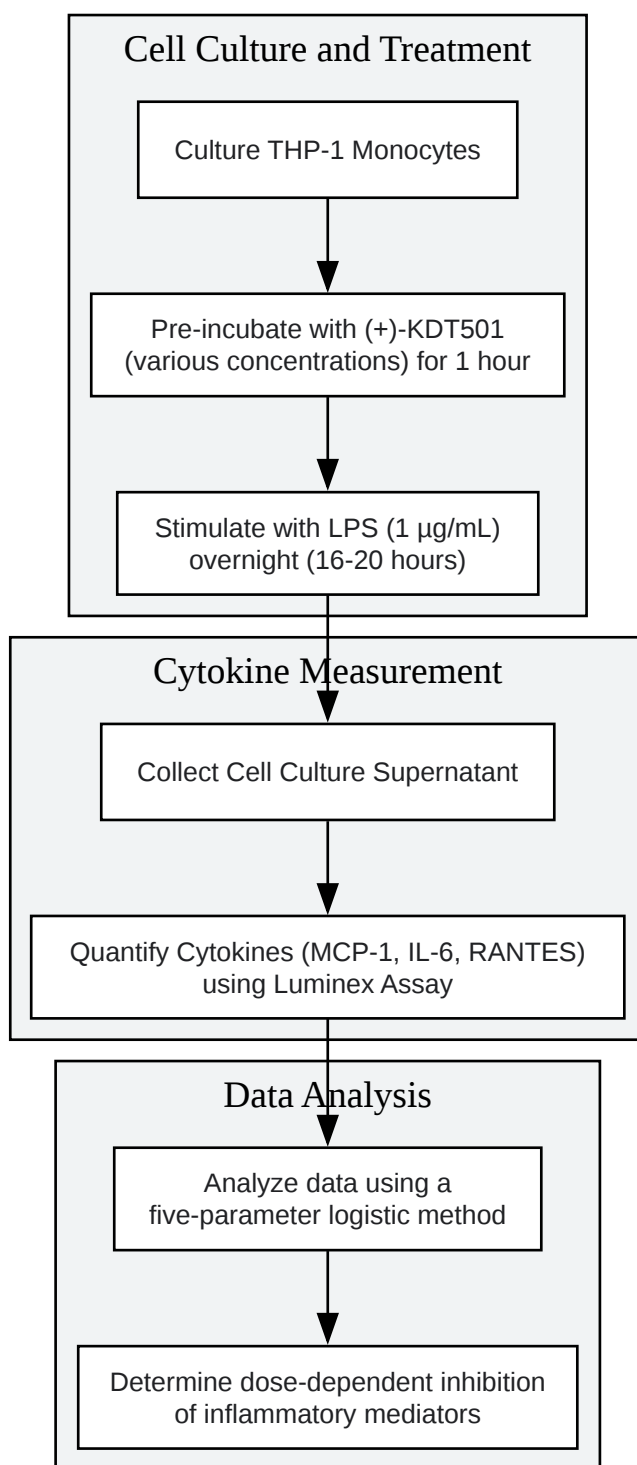 Cell Culture and Treatment
Culture THP-1 Monocytes
Pre-incubate with (+)-KDT501
(various concentrations) for 1 hour
Stimulate with LPS (1 µg/mL)
overnight (16-20 hours)
Cytokine Measurement
Collect Cell Culture Supernatant
Quantify Cytokines (MCP-1, IL-6, RANTES)
using Luminex Assay
Data Analysis
Analyze data using a
five-parameter logistic method
Determine dose-dependent inhibition
of inflammatory mediators